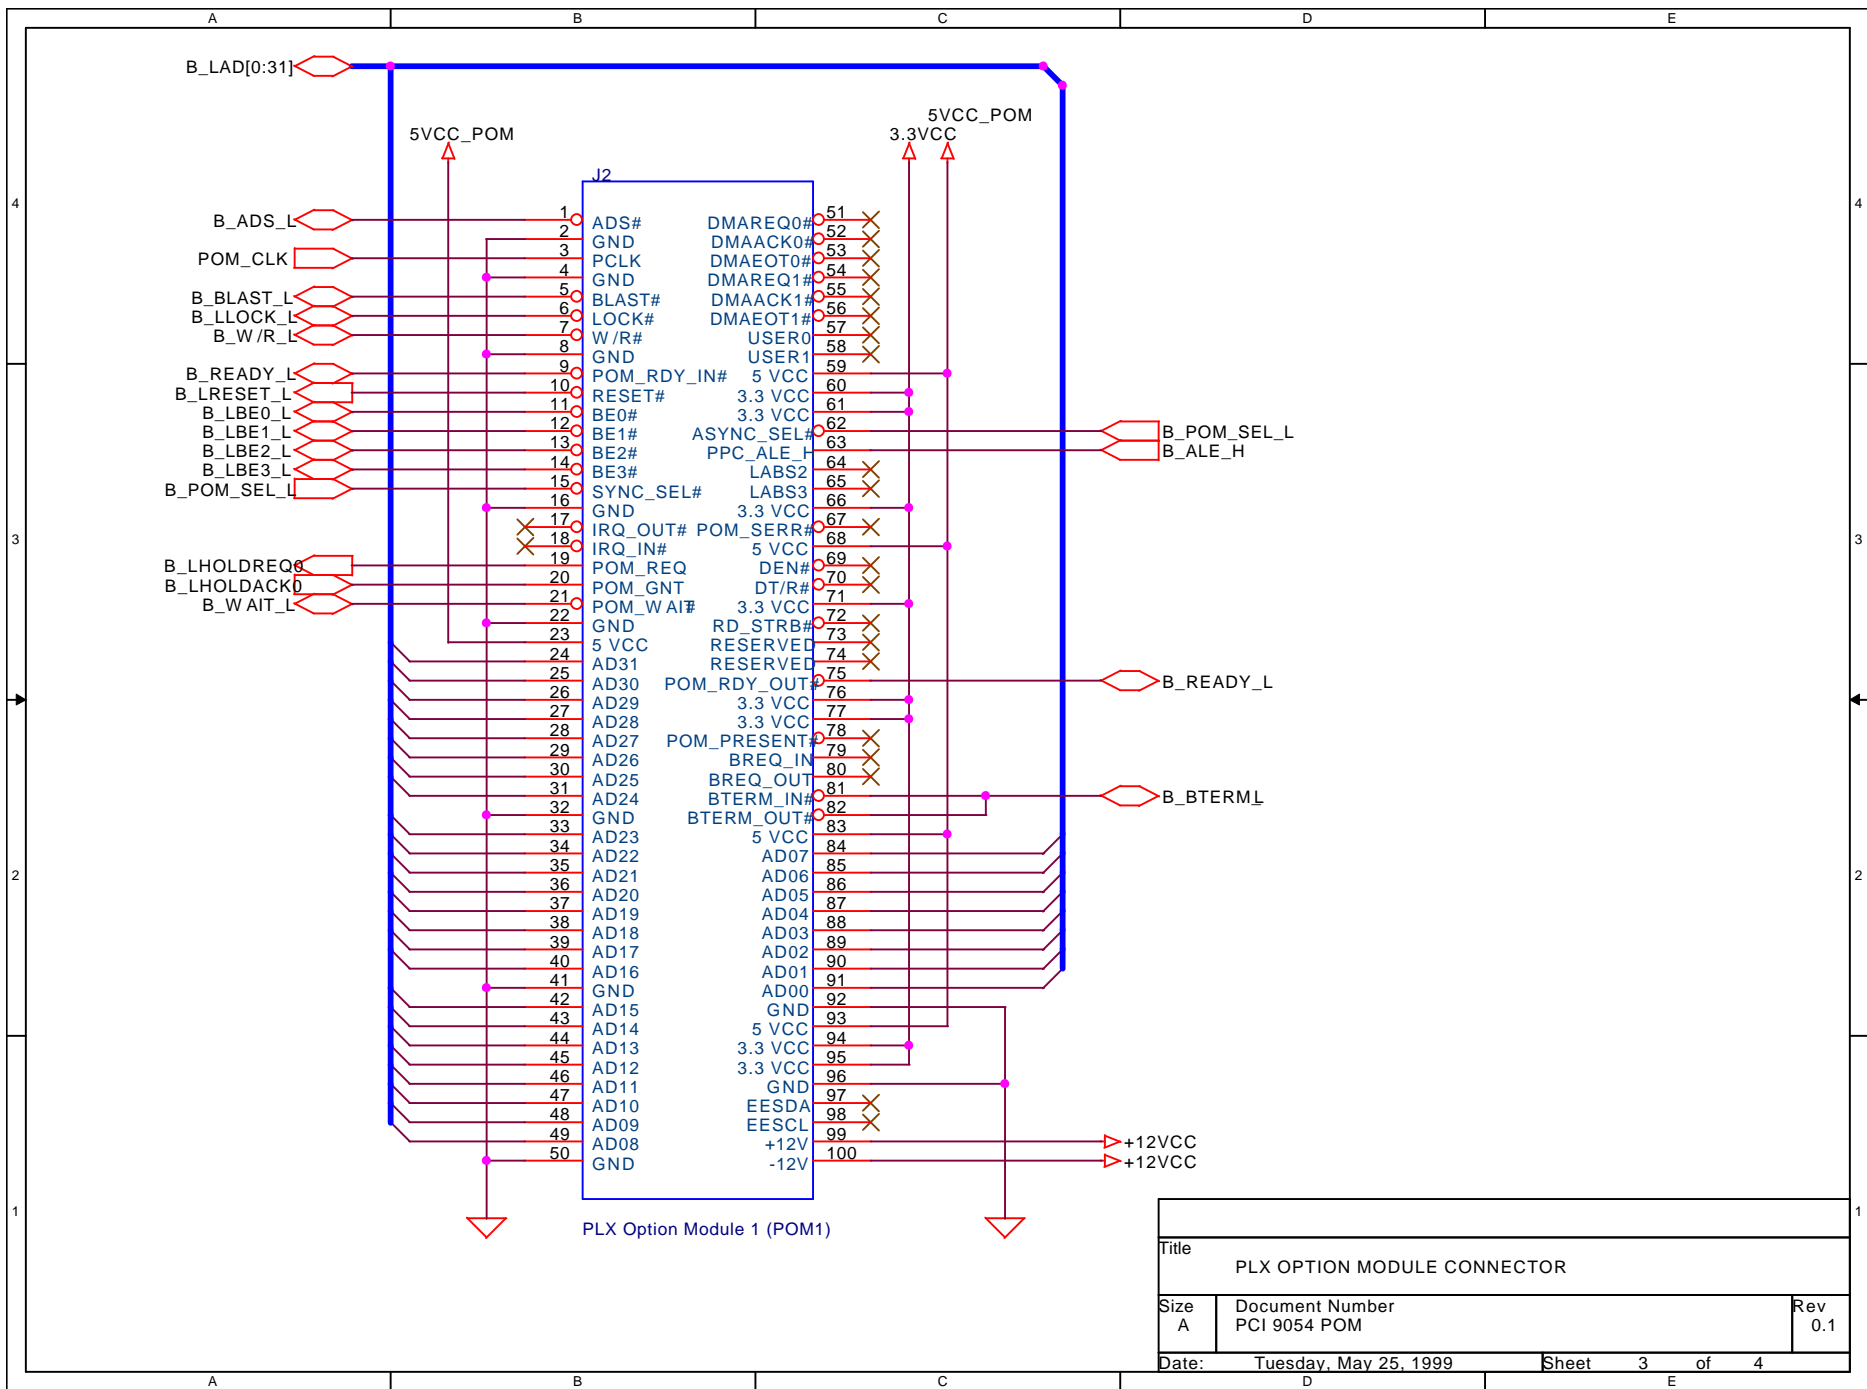 A B C D E
B_LAD[0:31]
5VCC_POM
5VCC_POM
3.3VCC
J2
4 4
B_ADS_L 1 ADS# DMAREQ0# 51
2 GND DMAACK0# 52
POM_CLK 3 PCLK DMAEOT0# 53
4 GND DMAREQ1# 54
B_BLAST_L 5 BLAST# DMAACK1# 55
B_LLOCK_L 6 LOCK# DMAEOT1# 56
B_W/R_L 7 W/R# USER0 57
8 GND USER1 58
B_READY_L 9 POM_RDY_IN# 5 VCC 59
B_LRESET_L 10 RESET# 3.3 VCC 60
B_LBE0_L 11 BE0# 3.3 VCC 61
B_LBE1_L 12 BE1# ASYNC_SEL# 62 B_POM_SEL_L
B_LBE2_L 13 BE2# PPC_ALE_H 63 B_ALE_H
B_LBE3_L 14 BE3# LABS2 64
B_POM_SEL_L 15 SYNC_SEL# LABS3 65
16 GND 3.3 VCC 66
17 IRQ_OUT# POM_SERR# 67
3 3
18 IRQ_IN# 5 VCC 68
B_LHOLDREQ0 19 POM_REQ DEN# 69
B_LHOLDACK0 20 POM_GNT DT/R# 70
B_WAIT_L 21 POM_WAIT# 3.3 VCC 71
22 GND RD_STRB# 72
23 5 VCC RESERVED 73
24 AD31 RESERVED 74
25 AD30 POM_RDY_OUT# 75 B_READY_L
26 AD29 3.3 VCC 76
27 AD28 3.3 VCC 77
28 AD27 POM_PRESENT# 78
29 AD26 BREQ_IN 79
30 AD25 BREQ_OUT 80
31 AD24 BTERM_IN# 81 B_BTERML
32 GND BTERM_OUT# 82
33 AD23 5 VCC 83
34 AD22 AD07 84
35 AD21 AD06 85
2 2
36 AD20 AD05 86
37 AD19 AD04 87
38 AD18 AD03 88
39 AD17 AD02 89
40 AD16 AD01 90
41 GND AD00 91
42 AD15 GND 92
43 AD14 5 VCC 93
44 AD13 3.3 VCC 94
45 AD12 3.3 VCC 95
46 AD11 GND 96
47 AD10 EESDA 97
48 AD09 EESCL 98
49 AD08 +12V 99 +12VCC
50 GND -12V 100 +12VCC
1 1
PLX Option Module 1 (POM1)
Title
PLX OPTION MODULE CONNECTOR
Size Document Number Rev
A PCI 9054 POM 0.1
Date: Tuesday, May 25, 1999 Sheet 3 of 4
A B C D E